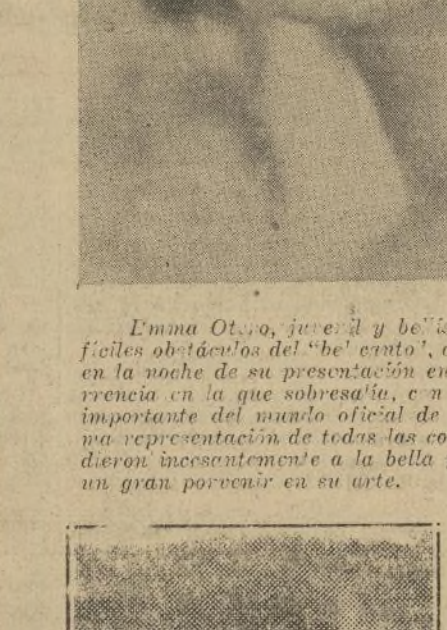 Emma Otero, juvenil y be
fíciles obstáculos del "bel canto",
en la noche de su presentación en
rrencia en la que sobresalía, con
importante del mundo oficial de
ma representación de todas las co
dieron incesantemente a la bella
un gran porvenir en su arte.